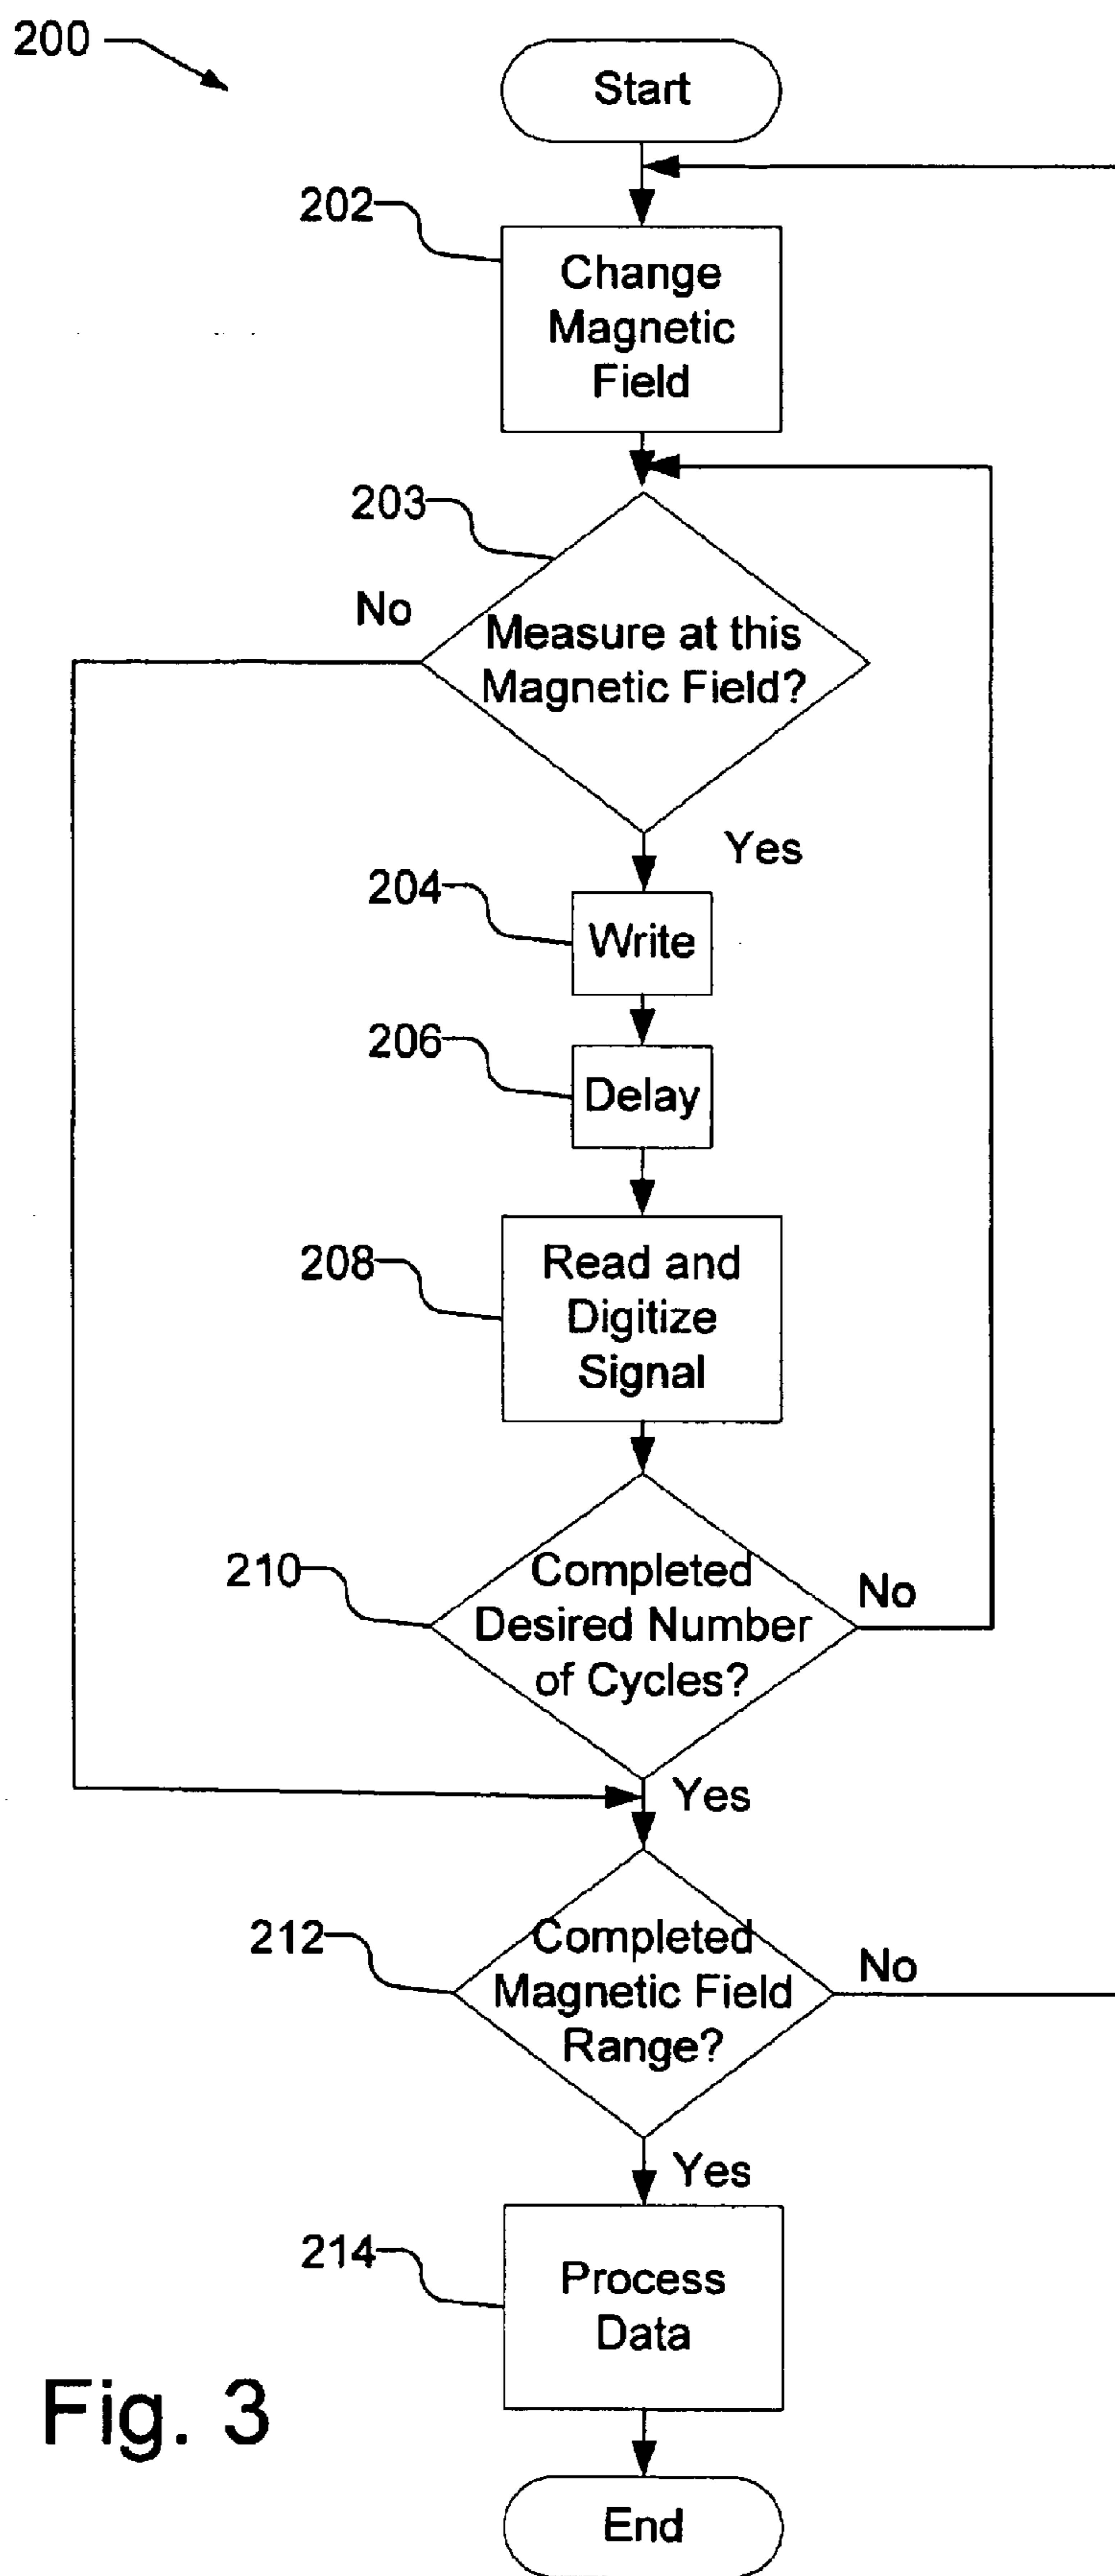 200
Start
202
Change
Magnetic
Field
203
No
Measure at this
Magnetic Field?
Yes
204
Write
206
Delay
208
Read and
Digitize
Signal
210
Completed
Desired Number
of Cycles?
No
Yes
212
Completed
Magnetic Field
Range?
No
Yes
214
Process
Data
Fig. 3
End